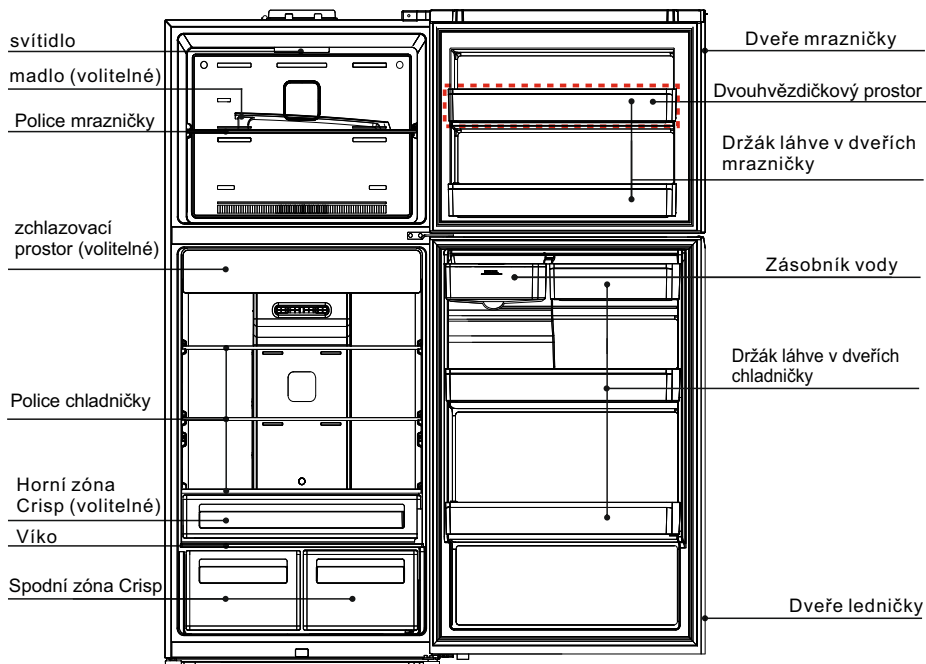 svítidlo
madlo (volitelné)
Police mrazničky
zchlazovací
prostor (volitelné)
Police chladničky
Horní zóna
Crisp (volitelné)
Víko
Spodní zóna Crisp
Dveře mrazničky
Dvouhvězdičkový prostor
Držák láhve v dveřích
mrazničky
Zásobník vody
Držák láhve v dveřích
chladničky
Dveře ledničky